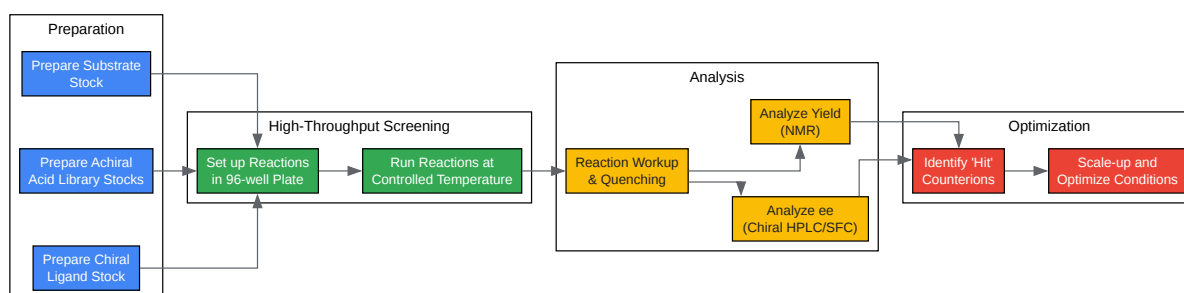 Preparation
Prepare Substrate
Stock
Prepare Achiral
Acid Library Stocks
Prepare Chiral
Ligand Stock
High-Throughput Screening
Set up Reactions
in 96-well Plate
Run Reactions at
Controlled Temperature
Analysis
Reaction Workup
& Quenching
Analyze Yield
(NMR)
Analyze ee
(Chiral HPLC/SFC)
Optimization
Identify 'Hit'
Counterions
Scale-up and
Optimize Conditions